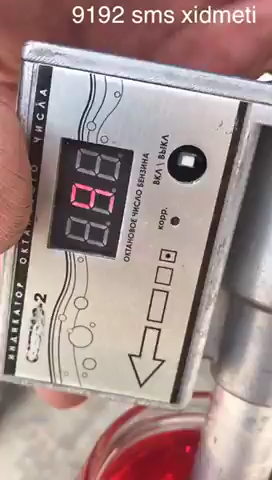 9192 sms xidmeti
ИНДИКАТОР ОКТАНОВОГО ЧИСЛА
ОКТАНОВОЕ ЧИСЛО БЕНЗИНА
ВКЛ \ ВЫКЛ
корр.